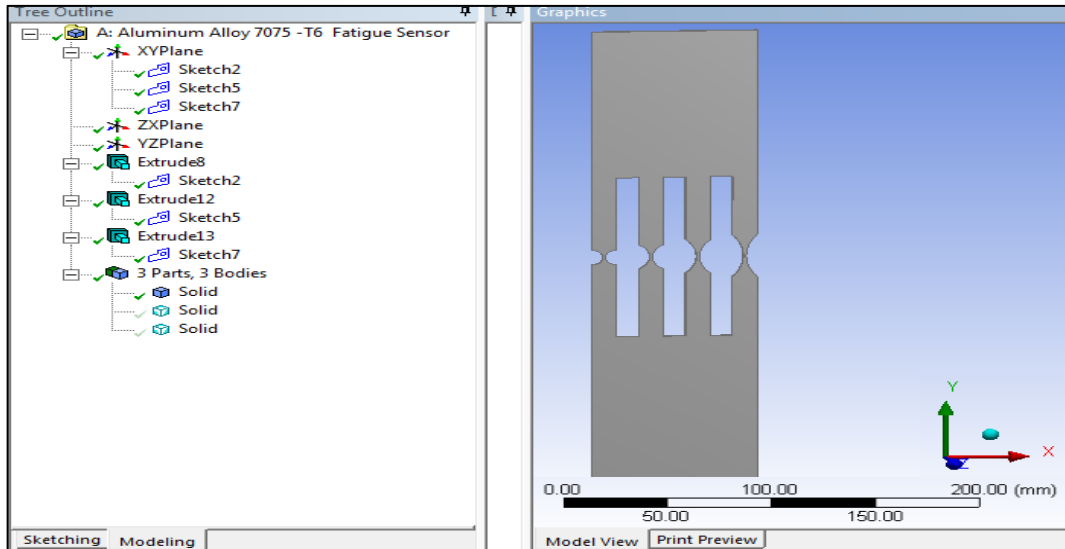 Tree Outline
A: Aluminum Alloy 7075 -T6  Fatigue Sensor
XYPlane
Sketch2
Sketch5
Sketch7
ZXPlane
YZPlane
Extrude8
Sketch2
Extrude12
Sketch5
Extrude13
Sketch7
3 Parts, 3 Bodies
Solid
Solid
Solid
Sketching Modeling
Graphics
Y
X
Z
0.00 100.00 200.00 (mm)
50.00 150.00
Model View Print Preview